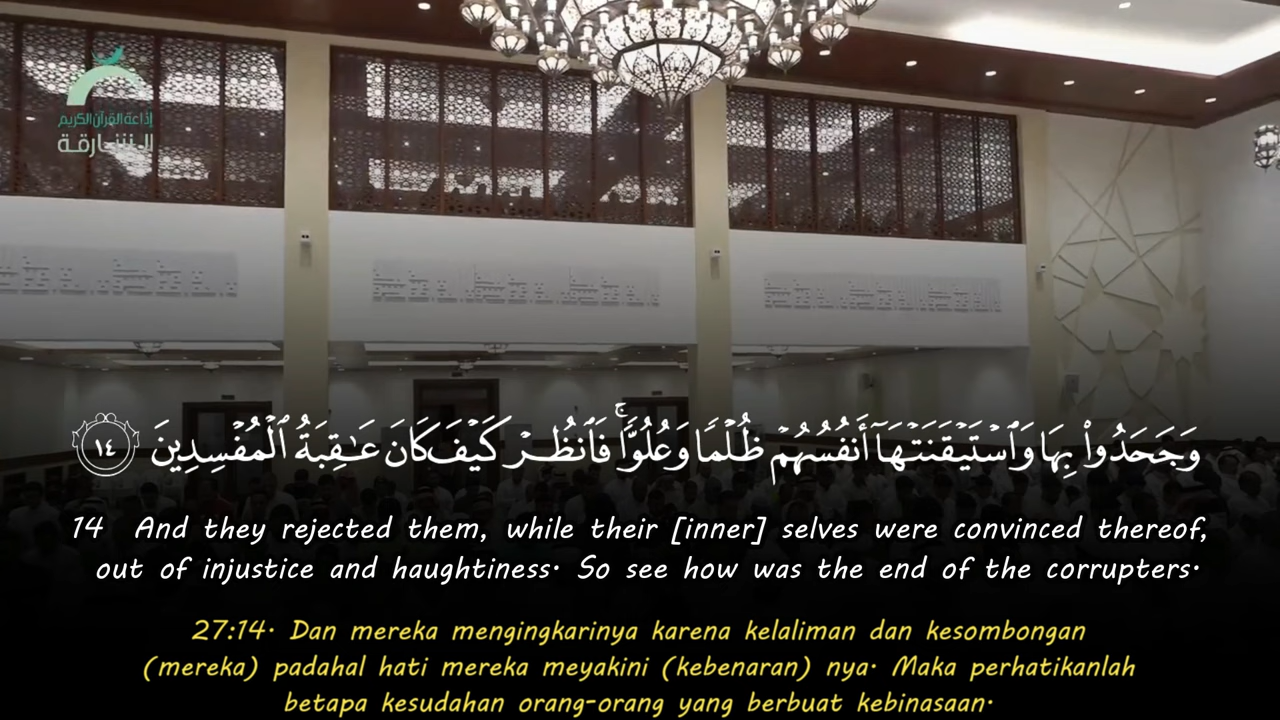 إذاعة القرآن الكريم
الشارقة
وَجَحَدُوا۟ بِهَا وَٱسْتَيْقَنَتْهَآ أَنفُسُهُمْ ظُلْمًا وَعُلُوًّا ۚ فَٱنظُرْ كَيْفَ كَانَ عَـٰقِبَةُ ٱلْمُفْسِدِينَ ١٤
14 And they rejected them, while their [inner] selves were convinced thereof,
out of injustice and haughtiness. So see how was the end of the corrupters.
27:14. Dan mereka mengingkarinya karena kelaliman dan kesombongan
(mereka) padahal hati mereka meyakini (kebenaran) nya. Maka perhatikanlah
betapa kesudahan orang-orang yang berbuat kebinasaan.